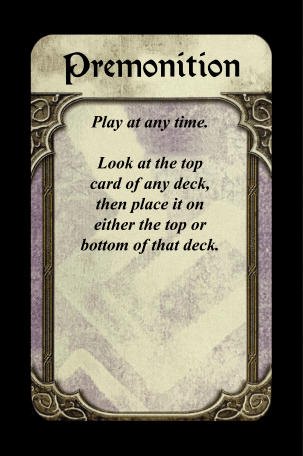 Premonition
Play at any time.
Look at the top
card of any deck,
then place it on
either the top or
bottom of that deck.